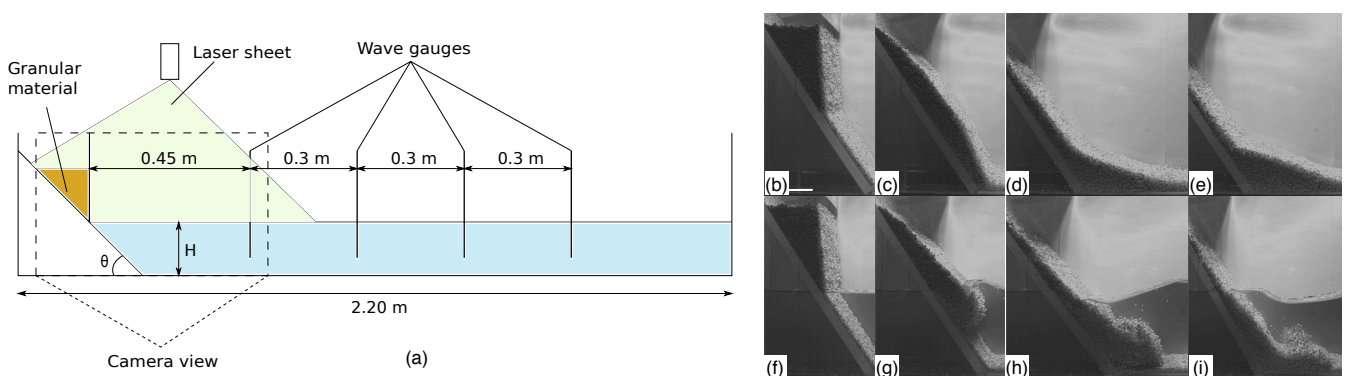 Laser sheet
Wave gauges
Granular
material
0.45 m
0.3 m
0.3 m
0.3 m
H
θ
2.20 m
Camera view
(a)
(b)
(c)
(d)
(e)
(f)
(g)
(h)
(i)